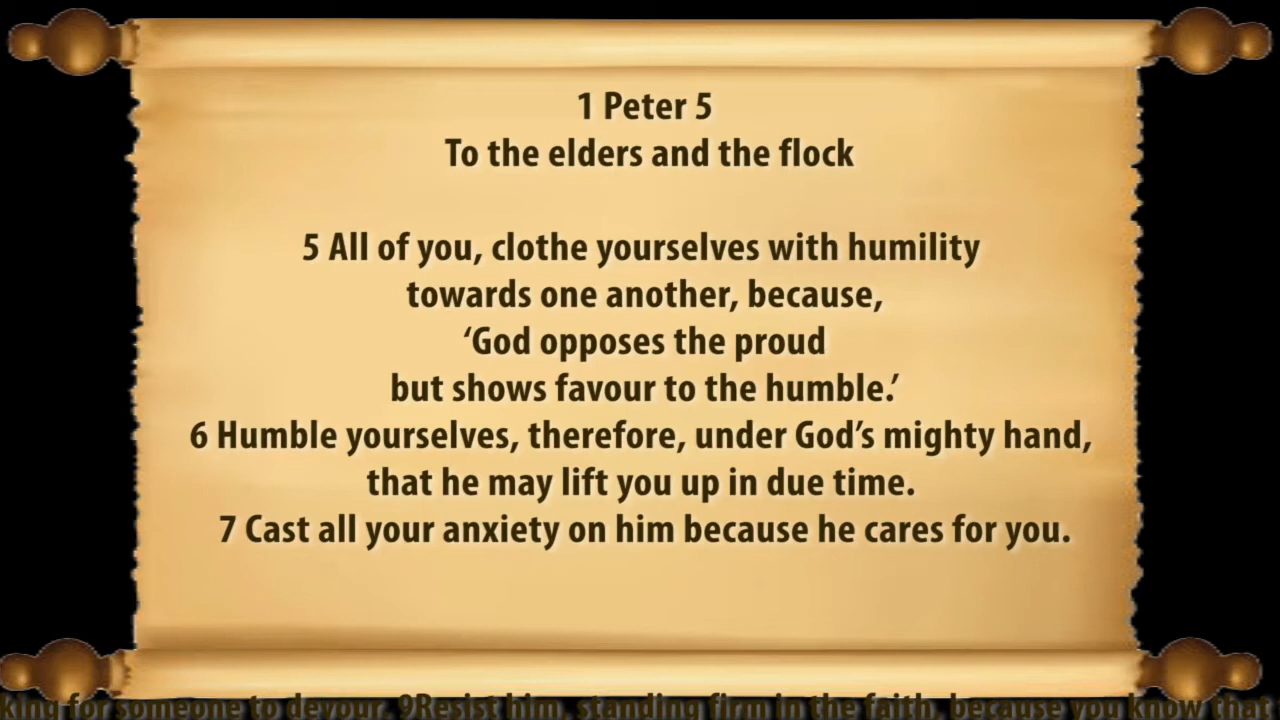 1 Peter 5
To the elders and the flock
5 All of you, clothe yourselves with humility
towards one another, because,
‘God opposes the proud
but shows favour to the humble.’
6 Humble yourselves, therefore, under God’s mighty hand,
that he may lift you up in due time.
7 Cast all your anxiety on him because he cares for you.
king for someone to devour. 9Resist him, standing firm in the faith, because you know that